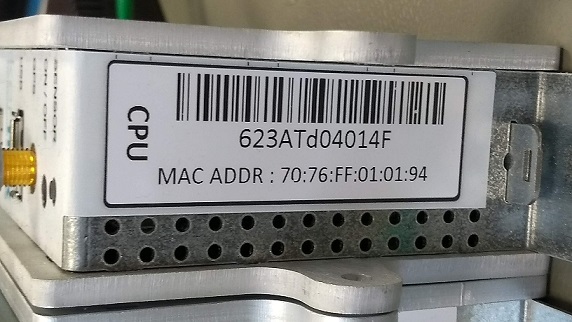 CPU
623ATd04014F
MAC ADDR : 70:76:FF:01:01:94